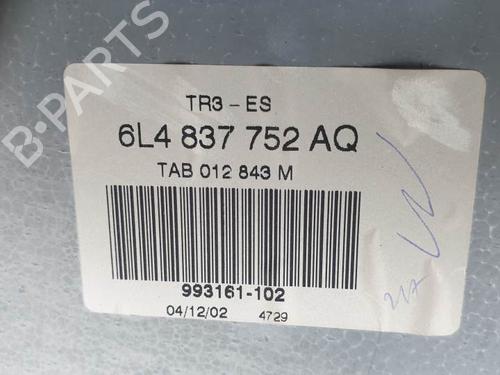 B-PARTS
TR3-ES
6L4 837 752 AQ
TAB 012 843 M
993161-102
04/12/02 4729